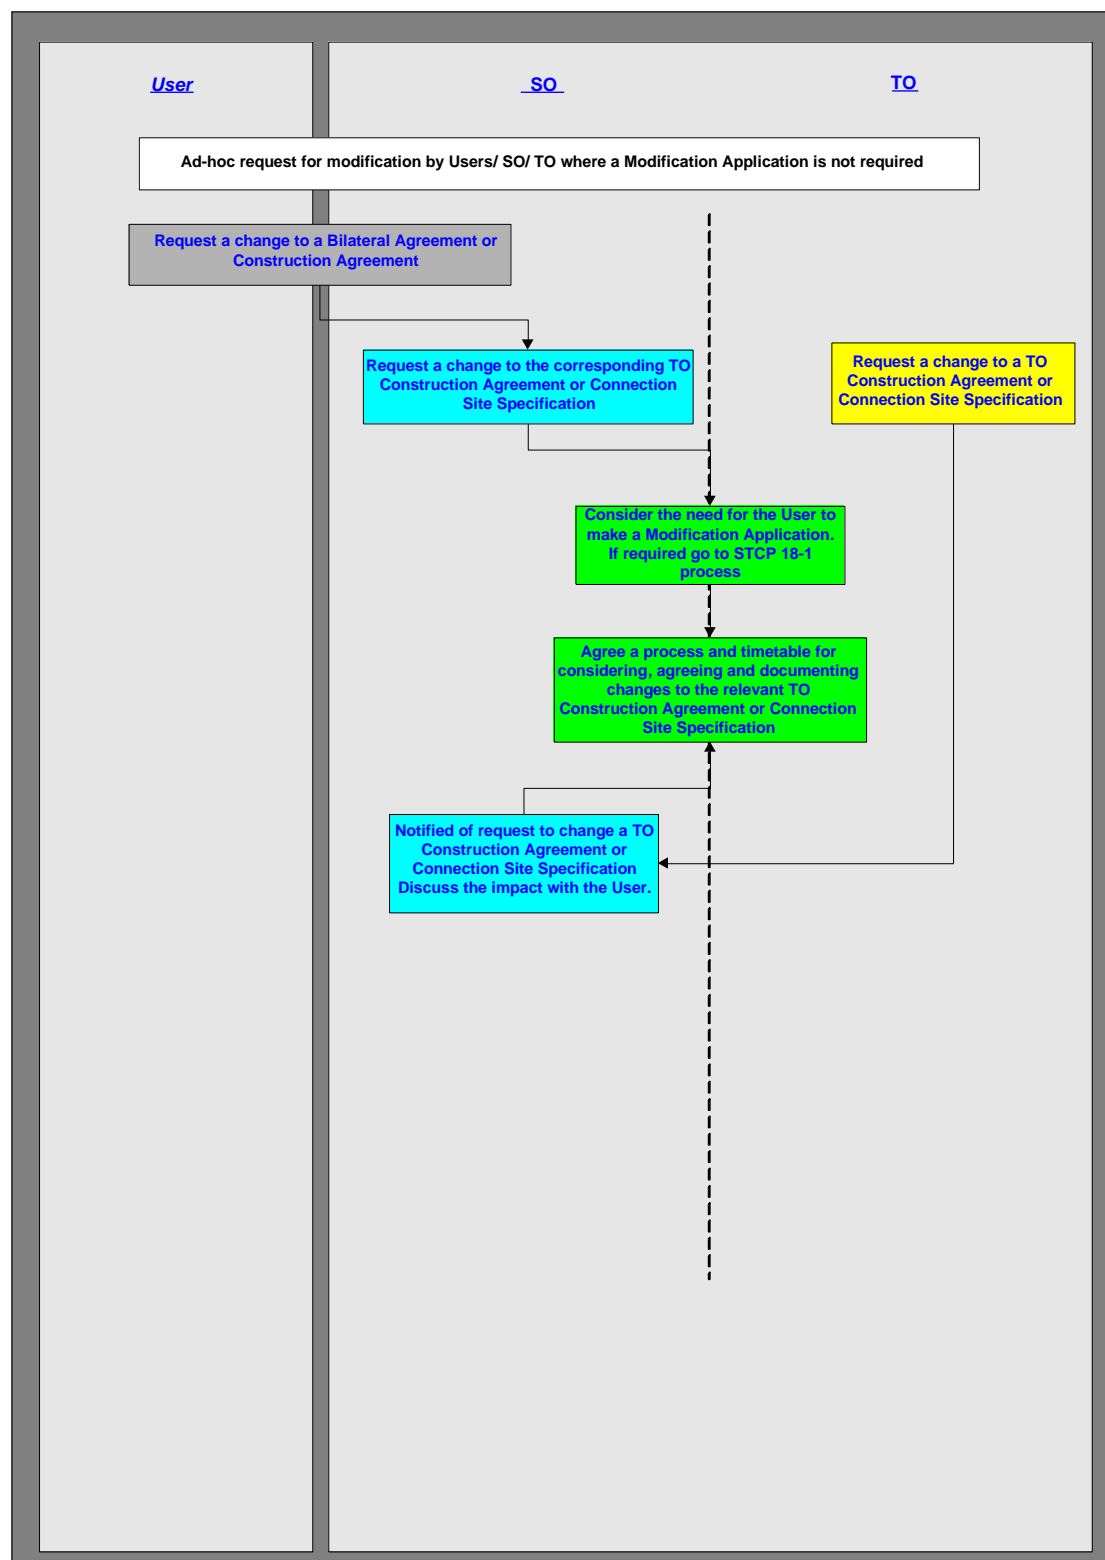 User
SO
TO
Ad-hoc request for modification by Users/ SO/ TO where a Modification Application is not required
Request a change to a Bilateral Agreement or
Construction Agreement
Request a change to the corresponding TO
Construction Agreement or Connection
Site Specification
Request a change to a TO
Construction Agreement or
Connection Site Specification
Consider the need for the User to
make a Modification Application.
If required go to STCP 18-1
process
Agree a process and timetable for
considering, agreeing and documenting
changes to the relevant TO
Construction Agreement or Connection
Site Specification
Notified of request to change a TO
Construction Agreement or
Connection Site Specification
Discuss the impact with the User.